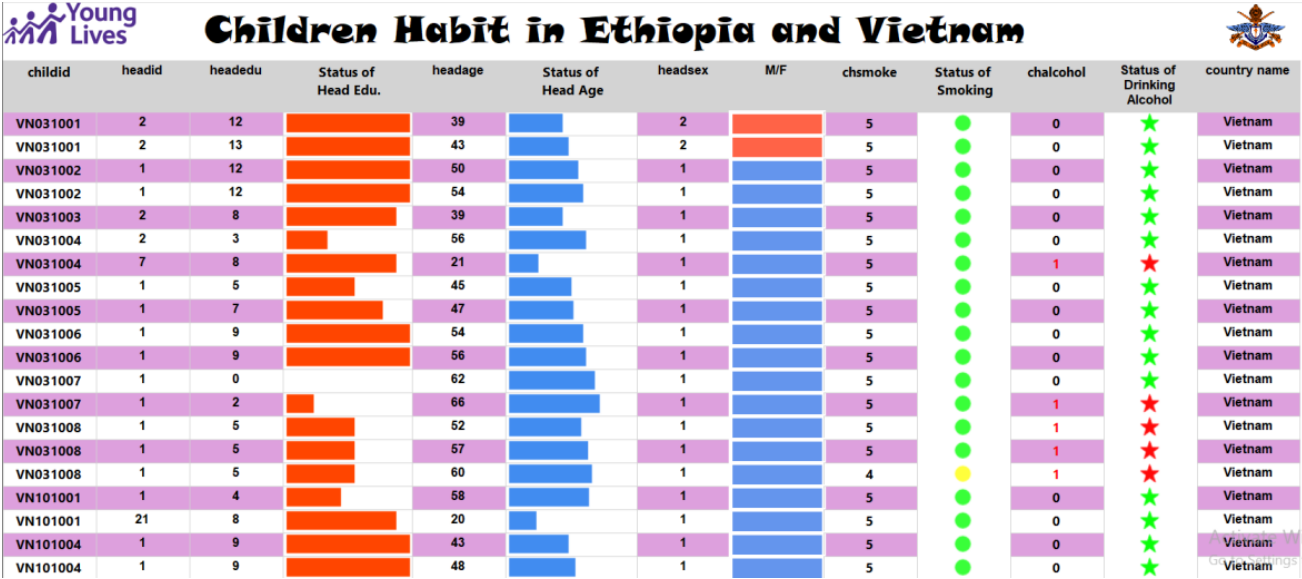 Young
Lives
Children Habit in Ethiopia and Vietnam
childid headid headedu Status of Head Edu. headage Status of Head Age headsex M/F chsmoke Status of Smoking chalcohol Status of Drinking Alcohol country name
VN031001 2 12 39 2 5 0 Vietnam
VN031001 2 13 43 2 5 0 Vietnam
VN031002 1 12 50 1 5 0 Vietnam
VN031002 1 12 54 1 5 0 Vietnam
VN031003 2 8 39 1 5 0 Vietnam
VN031004 2 3 56 1 5 0 Vietnam
VN031004 7 8 21 1 5 1 Vietnam
VN031005 1 5 45 1 5 0 Vietnam
VN031005 1 7 47 1 5 0 Vietnam
VN031006 1 9 54 1 5 0 Vietnam
VN031006 1 9 56 1 5 0 Vietnam
VN031007 1 0 62 1 5 0 Vietnam
VN031007 1 2 66 1 5 1 Vietnam
VN031008 1 5 52 1 5 1 Vietnam
VN031008 1 5 57 1 5 1 Vietnam
VN031008 1 5 60 1 4 1 Vietnam
VN101001 1 4 58 1 5 0 Vietnam
VN101001 21 8 20 1 5 0 Vietnam
VN101004 1 9 43 1 5 0 Vietnam
VN101004 1 9 48 1 5 0 Vietnam